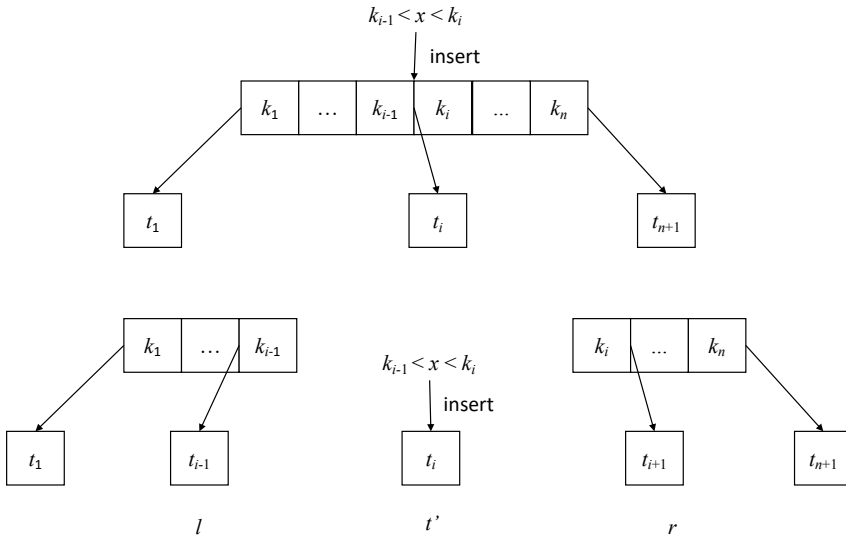 k_{i-1} < x < k_i
insert
k_1 … k_{i-1} k_i ... k_n
t_1 t_i t_{n+1}
k_1 … k_{i-1} k_i ... k_n
k_{i-1} < x < k_i
insert
t_1 t_{i-1} t_i t_{i+1} t_{n+1}
l t’ r